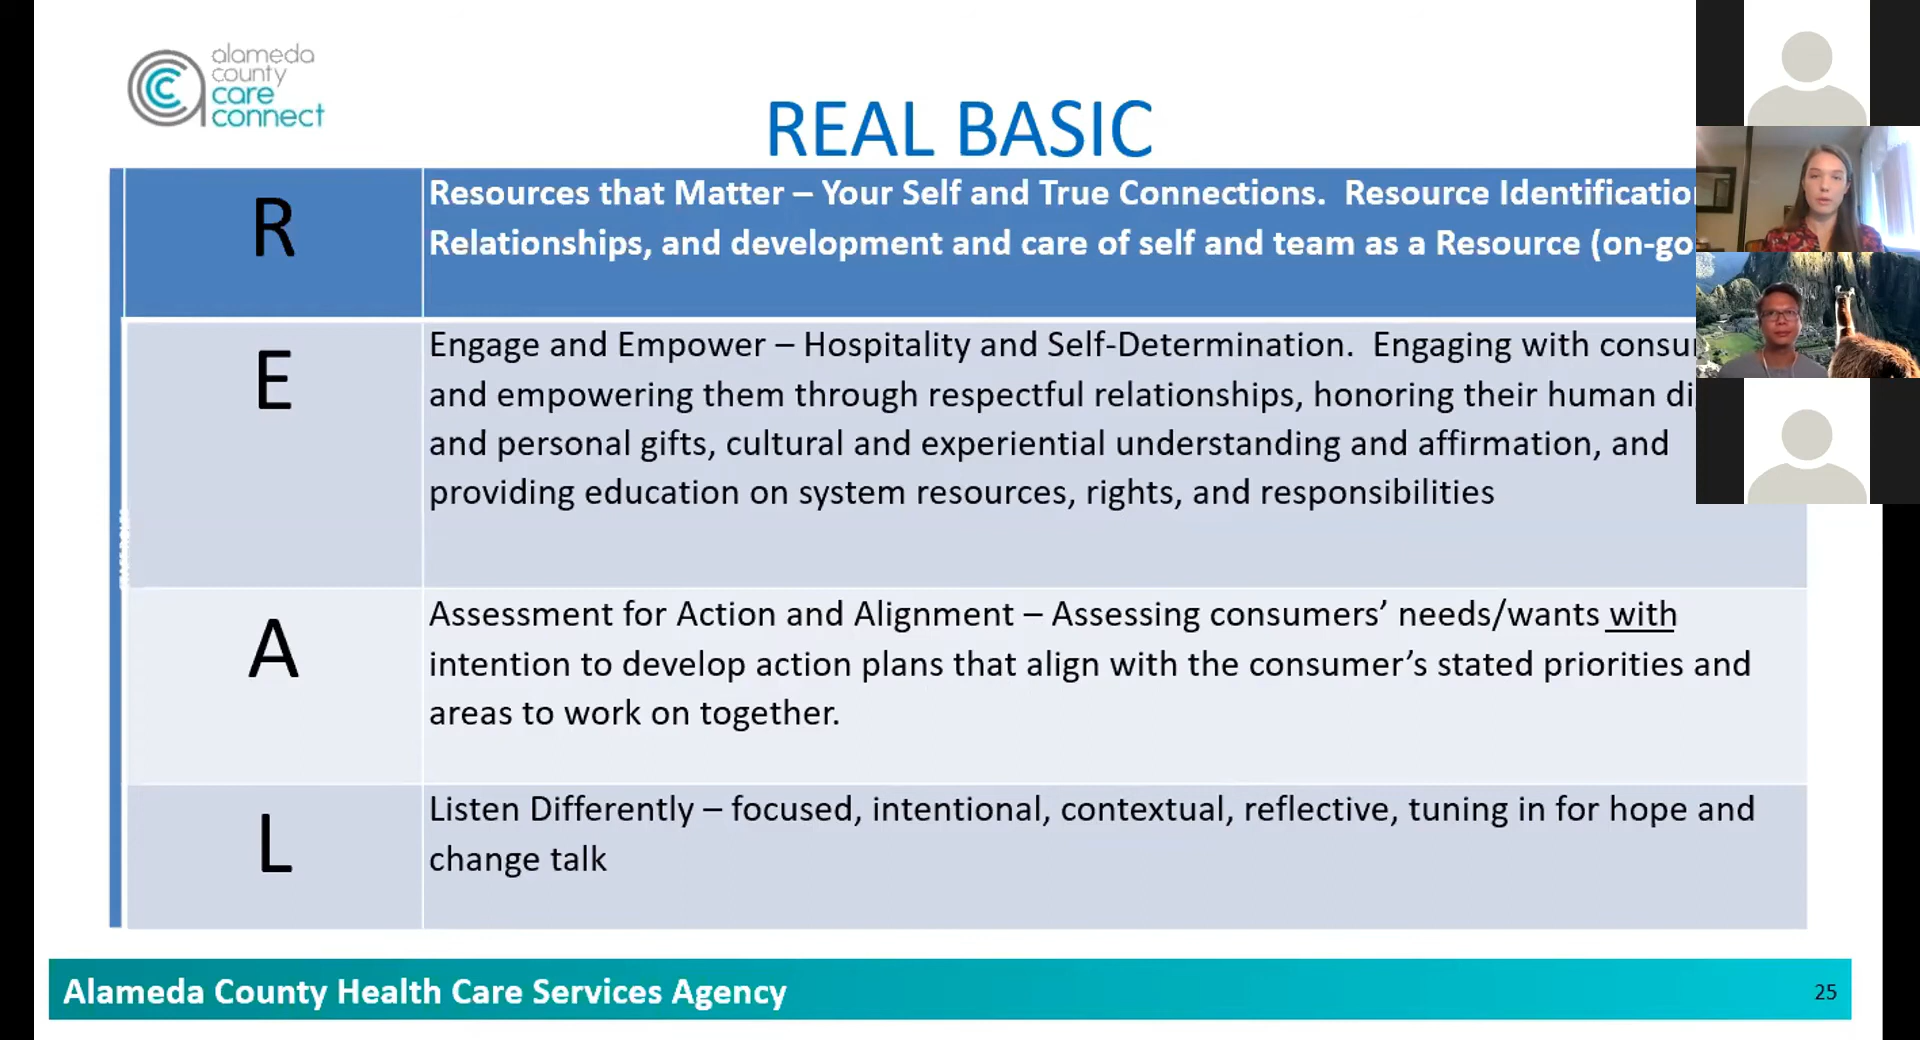 alameda
county
care
connect
REAL BASIC
R
Resources that Matter – Your Self and True Connections.  Resource
Relationships, and development and care of self and team as a Resource
E
Engage and Empower – Hospitality and Self-Determination.  Engaging with
and empowering them through respectful relationships, honoring their human
and personal gifts, cultural and experiential understanding and affirmation, and
providing education on system resources, rights, and responsibilities
A
Assessment for Action and Alignment – Assessing consumers’ needs/wants with
intention to develop action plans that align with the consumer’s stated priorities and
areas to work on together.
L
Listen Differently – focused, intentional, contextual, reflective, tuning in for hope and
change talk
Alameda County Health Care Services Agency
25